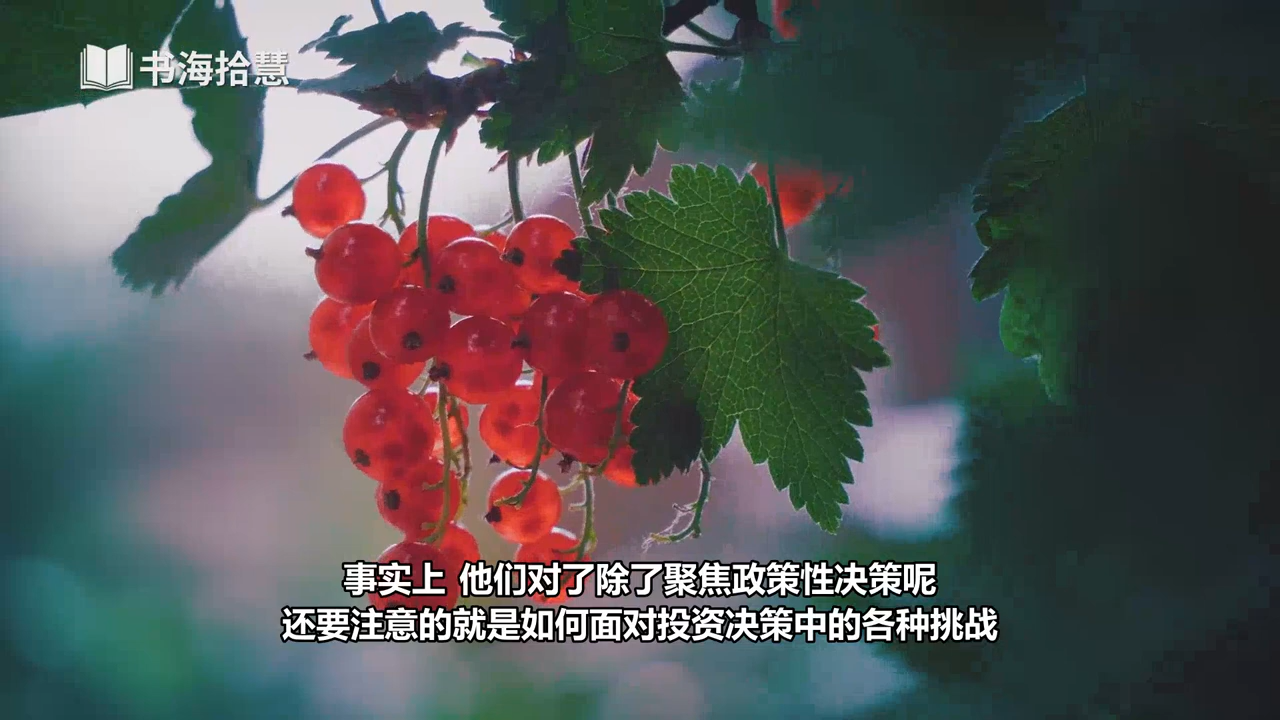 书海拾慧
事实上 他们对了除了聚焦政策性决策呢
还要注意的就是如何面对投资决策中的各种挑战